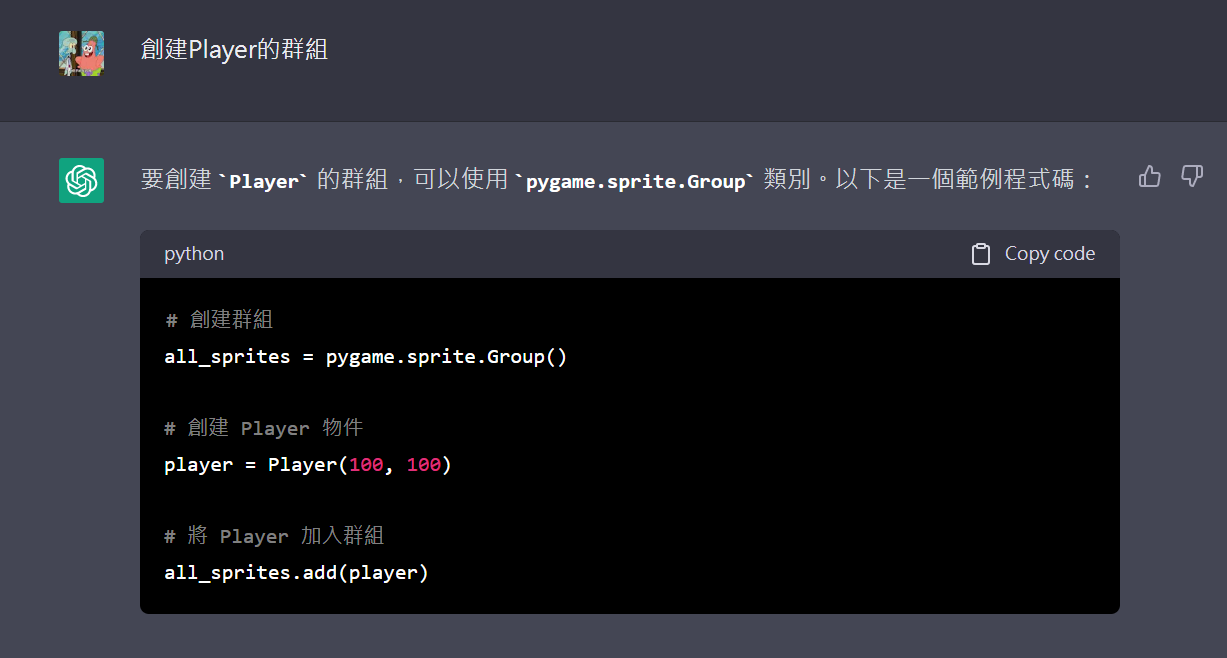 創建Player的群組
要創建 `Player` 的群組，可以使用 `pygame.sprite.Group` 類別。以下是一個範例程式碼：
python
Copy code
# 創建群組
all_sprites = pygame.sprite.Group()
# 創建 Player 物件
player = Player(100, 100)
# 將 Player 加入群組
all_sprites.add(player)